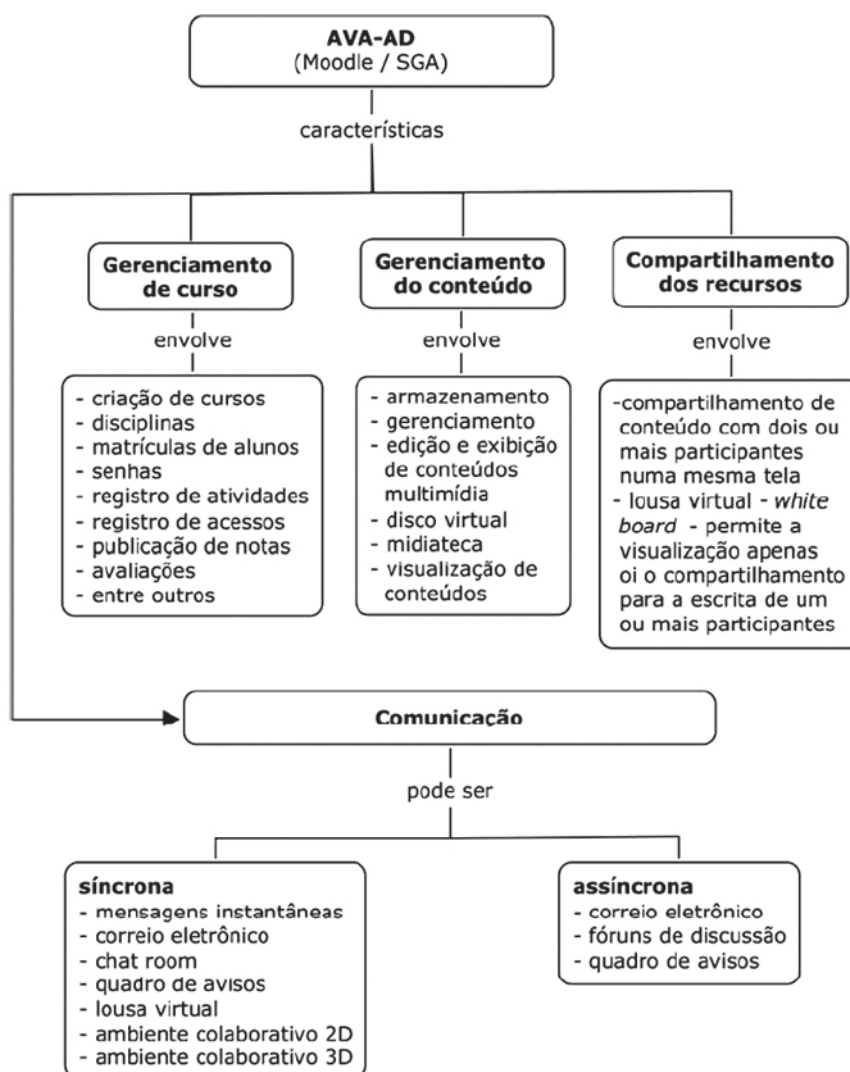 AVA-AD
(Moodle / SGA)
características
Gerenciamento
de curso
Gerenciamento
do conteúdo
Compartilhamento
dos recursos
envolve
envolve
envolve
- criação de cursos
- disciplinas
- matrículas de alunos
- senhas
- registro de atividades
- registro de acessos
- publicação de notas
- avaliações
- entre outros
- armazenamento
- gerenciamento
- edição e exibição
de conteúdos
multimídia
- disco virtual
- midiateca
- visualização de
conteúdos
-compartilhamento de
conteúdo com dois ou
mais participantes
numa mesma tela
- lousa virtual - white
board - permite a
visualização apenas
oi o compartilhamento
para a escrita de um
ou mais participantes
Comunicação
pode ser
síncrona
- mensagens instantâneas
- correio eletrônico
- chat room
- quadro de avisos
- lousa virtual
- ambiente colaborativo 2D
- ambiente colaborativo 3D
assíncrona
- correio eletrônico
- fóruns de discussão
- quadro de avisos